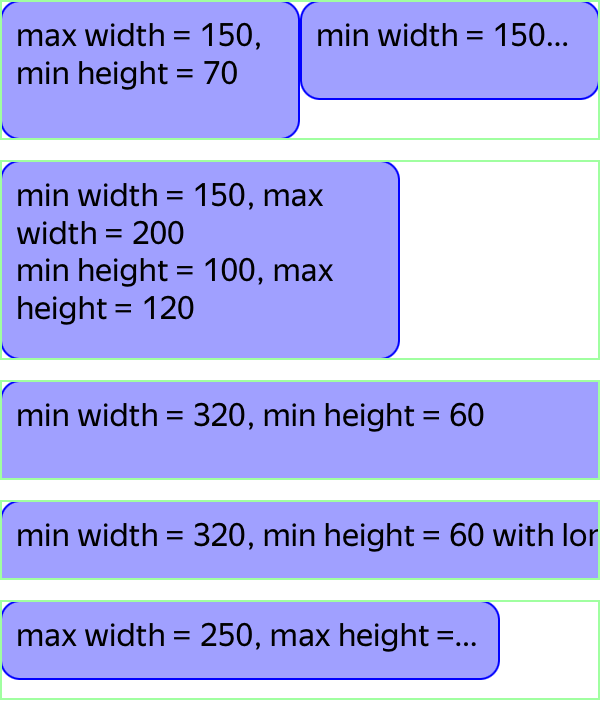 max width = 150,
min height = 70
min width = 150...
min width = 150, max
width = 200
min height = 100, max
height = 120
min width = 320, min height = 60
min width = 320, min height = 60 with
max width = 250, max height =...